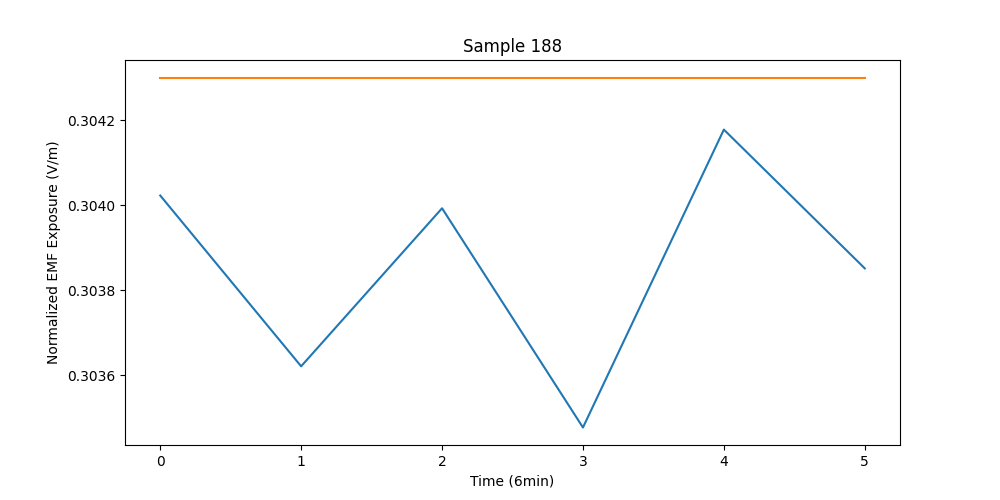 Sample 188
Normalized EMF Exposure (V/m)
0.3042
0.3040
0.3038
0.3036
0 1 2 3 4 5
Time (6min)